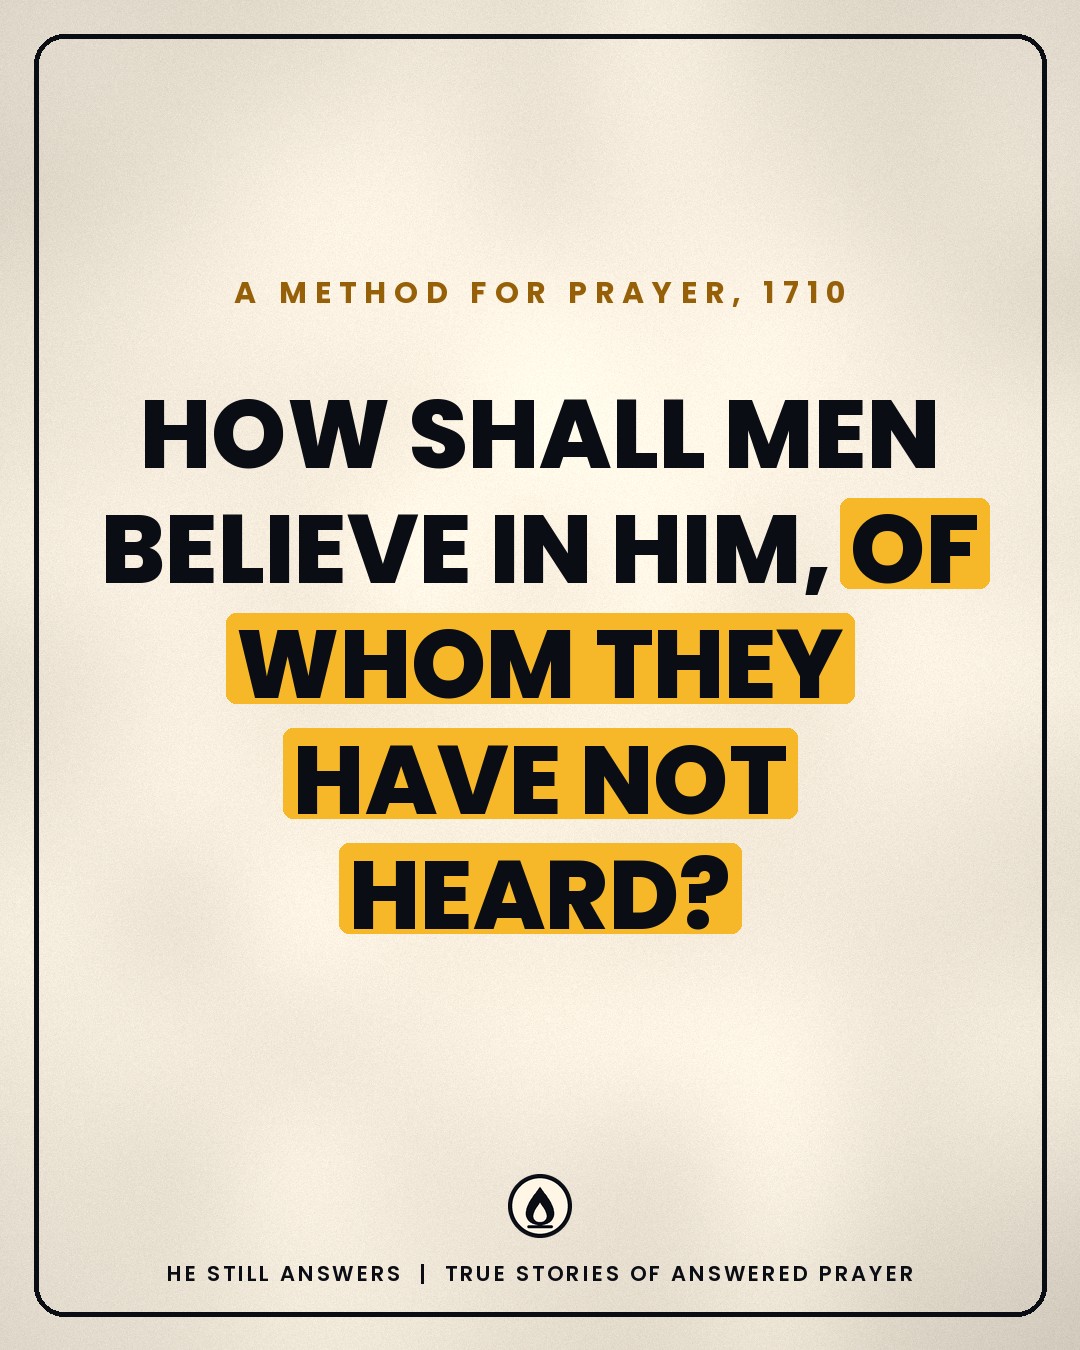 A METHOD FOR PRAYER, 1710
HOW SHALL MEN
BELIEVE IN HIM, OF
WHOM THEY
HAVE NOT
HEARD?
HE STILL ANSWERS | TRUE STORIES OF ANSWERED PRAYER